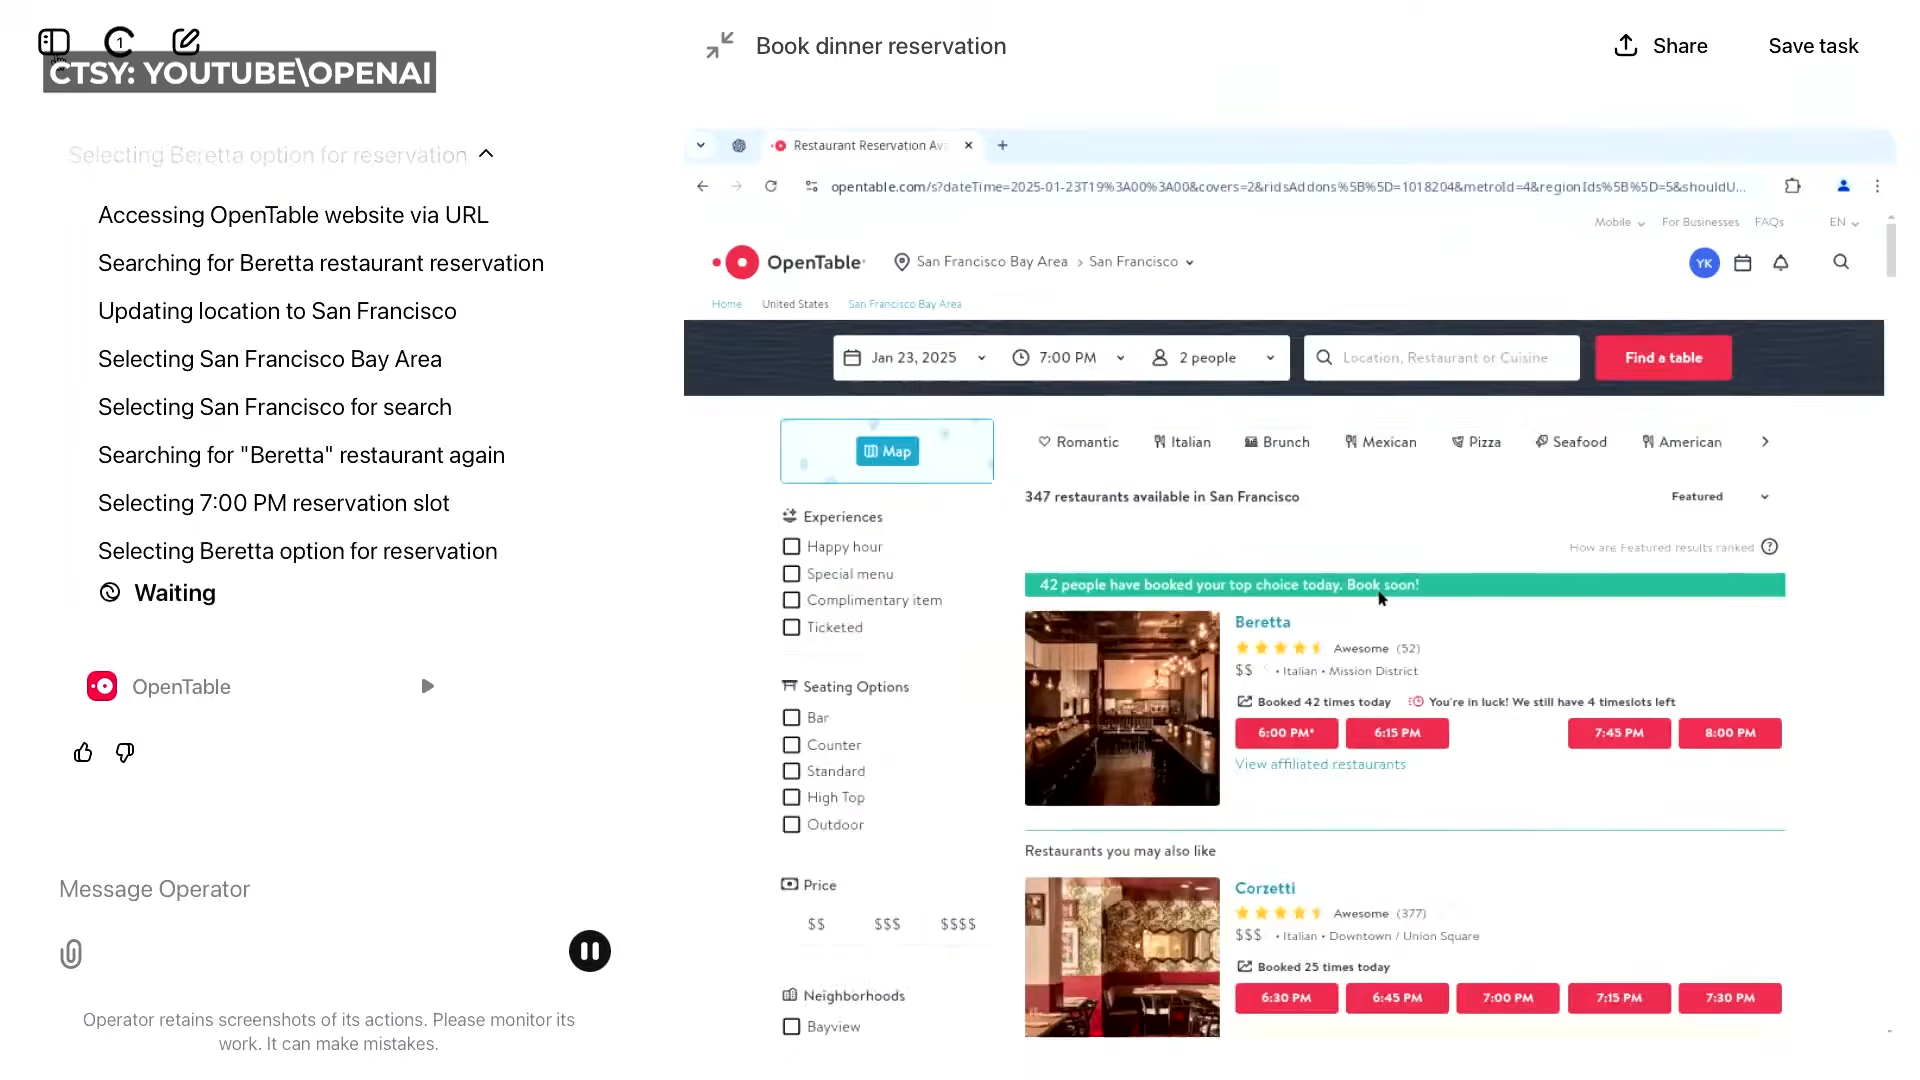 1
CTSY: YOUTUBE\OPENAI
Book dinner reservation
Share
Save task
Selecting Beretta option for reservation
Accessing OpenTable website via URL
Searching for Beretta restaurant reservation
Updating location to San Francisco
Selecting San Francisco Bay Area
Selecting San Francisco for search
Searching for "Beretta" restaurant again
Selecting 7:00 PM reservation slot
Selecting Beretta option for reservation
Waiting
OpenTable
Message Operator
Operator retains screenshots of its actions. Please monitor its
work. It can make mistakes.
Restaurant Reservation Av
opentable.com/s?dateTime=2025-01-23T19%3A00%3A00&covers=2&ridsAddons%5B%5D=1018204&metroId=4&regionIds%5B%5D=5&shouldU...
Mobile For Businesses FAQs EN
OpenTable San Francisco Bay Area > San Francisco YK
Home United States San Francisco Bay Area
Jan 23, 2025 7:00 PM 2 people Location, Restaurant or Cuisine Find a table
Map
Romantic Italian Brunch Mexican Pizza Seafood American
347 restaurants available in San Francisco
Featured
How are Featured results ranked ?
Experiences
Happy hour
Special menu
Complimentary item
Ticketed
Seating Options
Bar
Counter
Standard
High Top
Outdoor
Price
$$ $$$ $$$$
Neighborhoods
Bayview
42 people have booked your top choice today. Book soon!
Beretta
Awesome (52)
$$ • Italian • Mission District
Booked 42 times today You're in luck! We still have 4 timeslots left
6:00 PM* 6:15 PM 7:45 PM 8:00 PM
View affiliated restaurants
Restaurants you may also like
Corzetti
Awesome (377)
$$$ • Italian • Downtown / Union Square
Booked 25 times today
6:30 PM 6:45 PM 7:00 PM 7:15 PM 7:30 PM